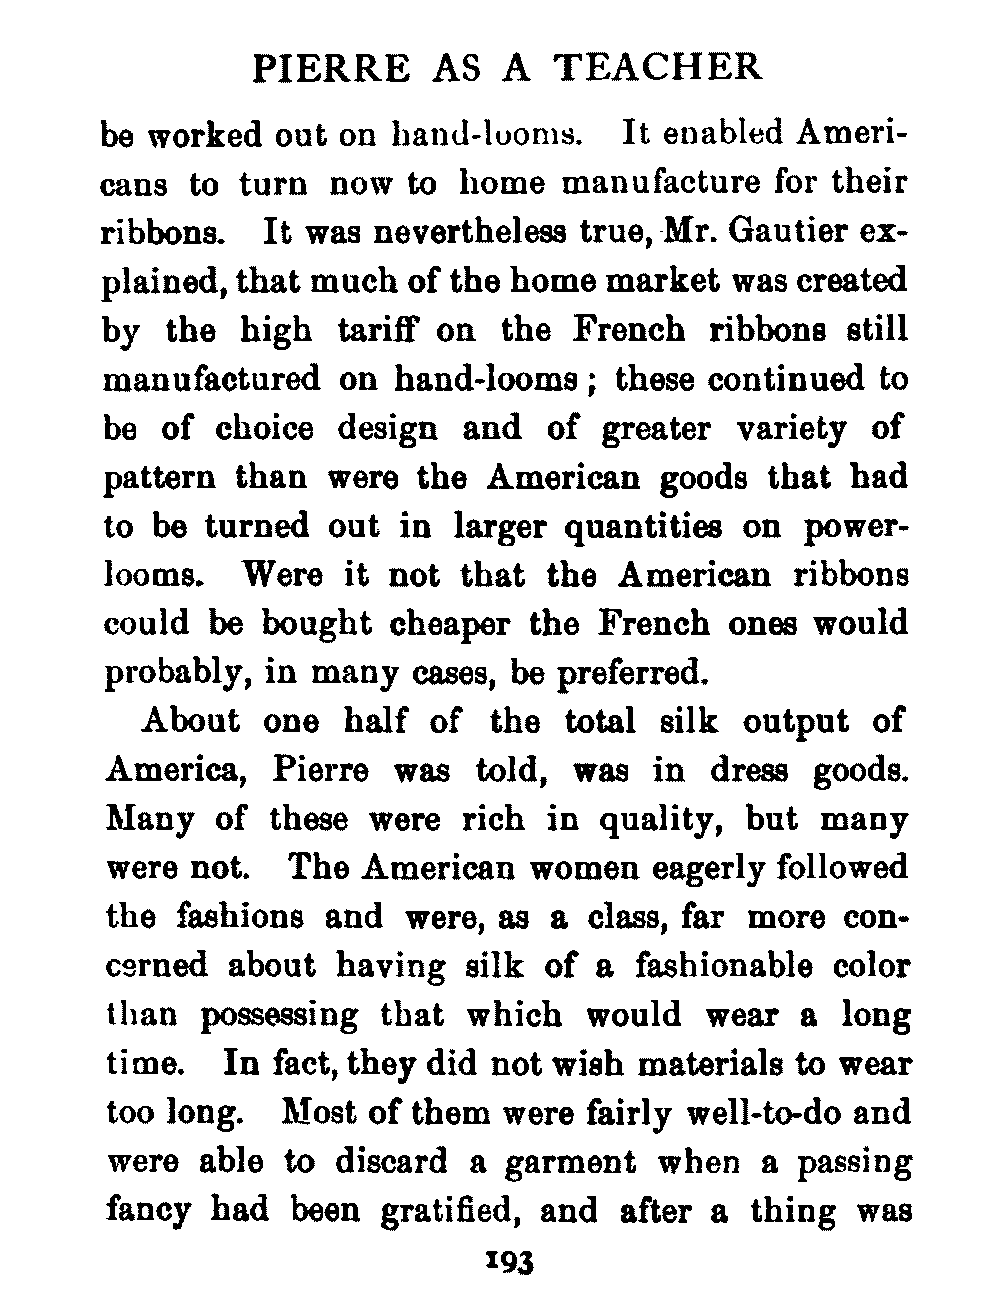 PIERRE AS A TEACHER
be worked out on hand-looms. It enabled Ameri-
cans to turn now to home manufacture for their
ribbons. It was nevertheless true, Mr. Gautier ex-
plained, that much of the home market was created
by the high tariff on the French ribbons still
manufactured on hand-looms; these continued to
be of choice design and of greater variety of
pattern than were the American goods that had
to be turned out in larger quantities on power-
looms. Were it not that the American ribbons
could be bought cheaper the French ones would
probably, in many cases, be preferred.
About one half of the total silk output of
America, Pierre was told, was in dress goods.
Many of these were rich in quality, but many
were not. The American women eagerly followed
the fashions and were, as a class, far more con-
cerned about having silk of a fashionable color
than possessing that which would wear a long
time. In fact, they did not wish materials to wear
too long. Most of them were fairly well-to-do and
were able to discard a garment when a passing
fancy had been gratified, and after a thing was
193